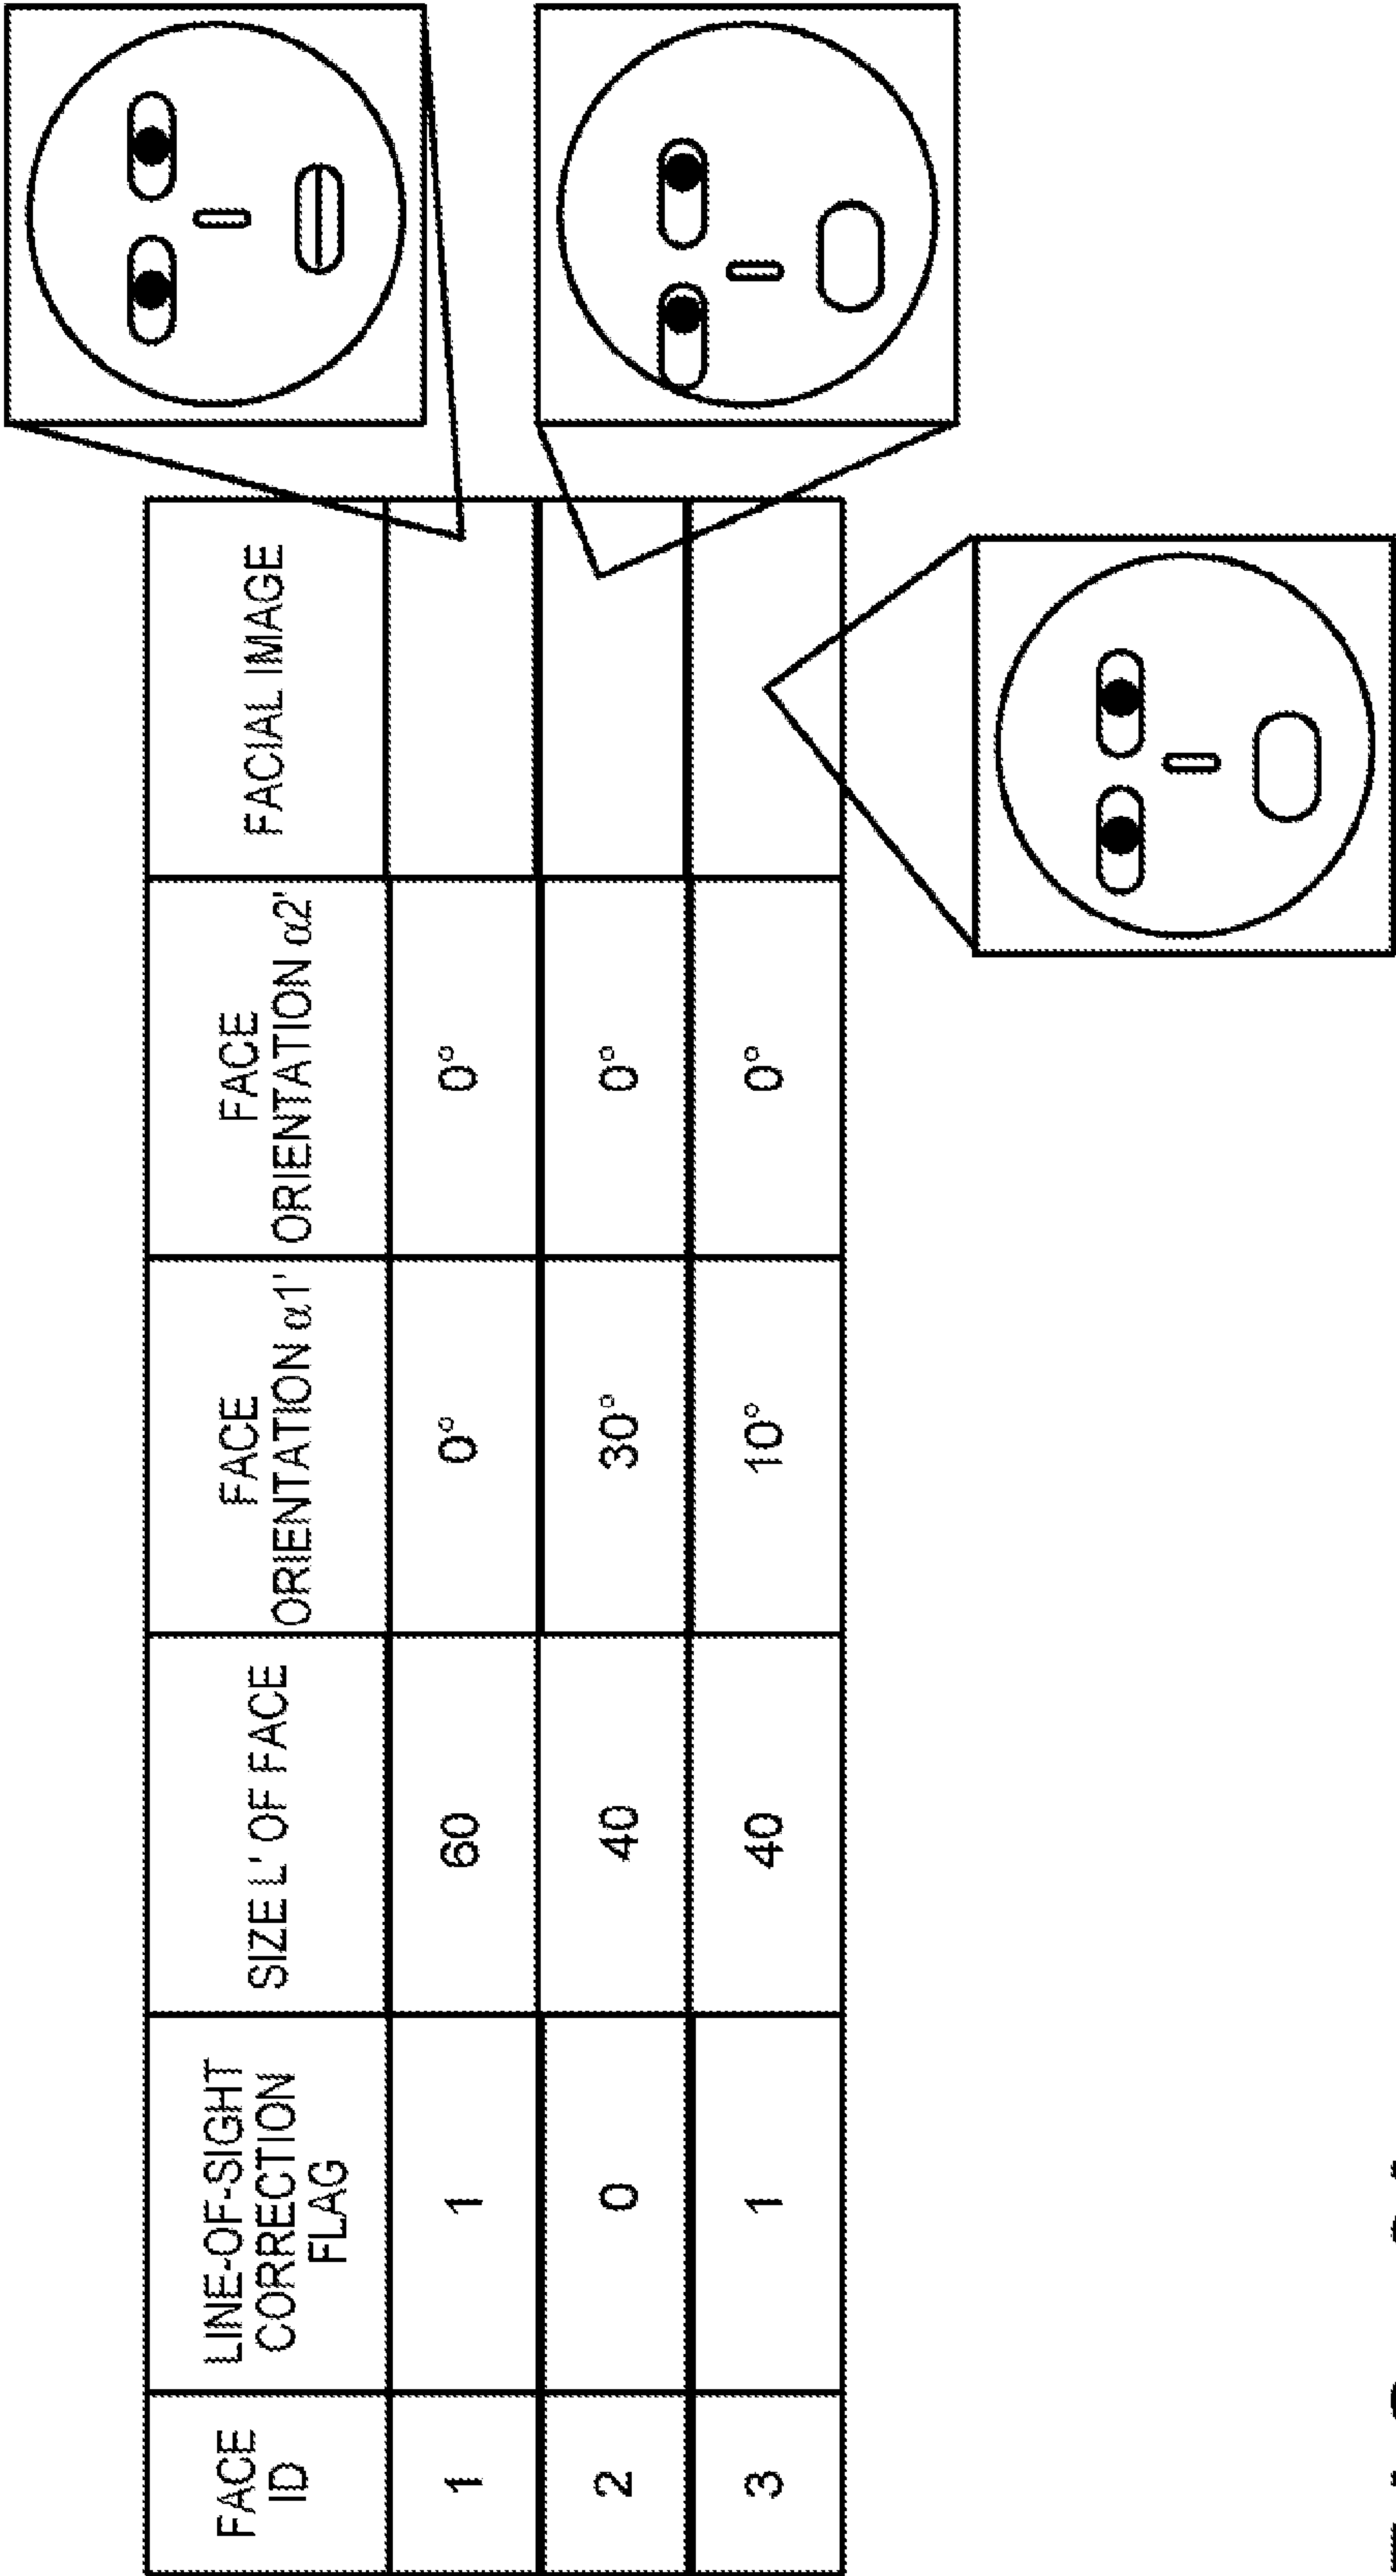 FACE
ID
LINE-OF-SIGHT
CORRECTION
FLAG
SIZE L' OF FACE
FACE
ORIENTATION α1'
FACE
ORIENTATION α2'
FACIAL IMAGE
1
1
60
0°
0°
2
0
40
30°
0°
3
1
40
10°
0°